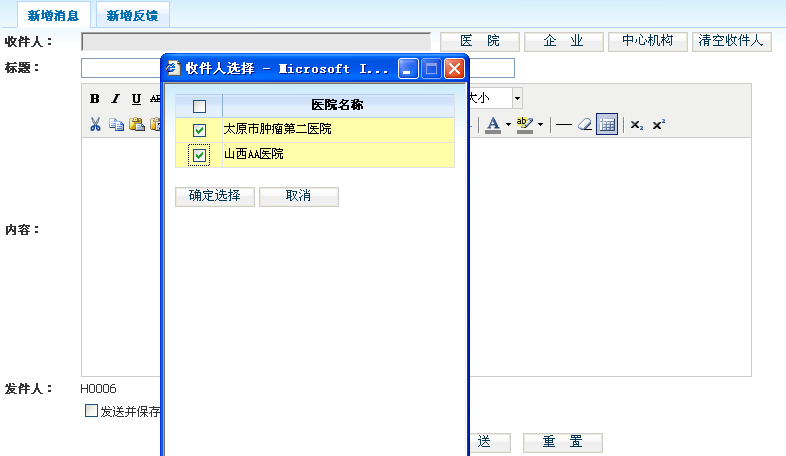 新增消息 新增反馈
收件人： 医 院 企 业 中心机构 清空收件人
标题：
收件人选择 - Microsoft I...
B I U 大小
医院名称
太原市肿瘤第二医院
山西AA医院
确定选择 取消
内容：
发件人： H0006
发送并保存
送 重 置